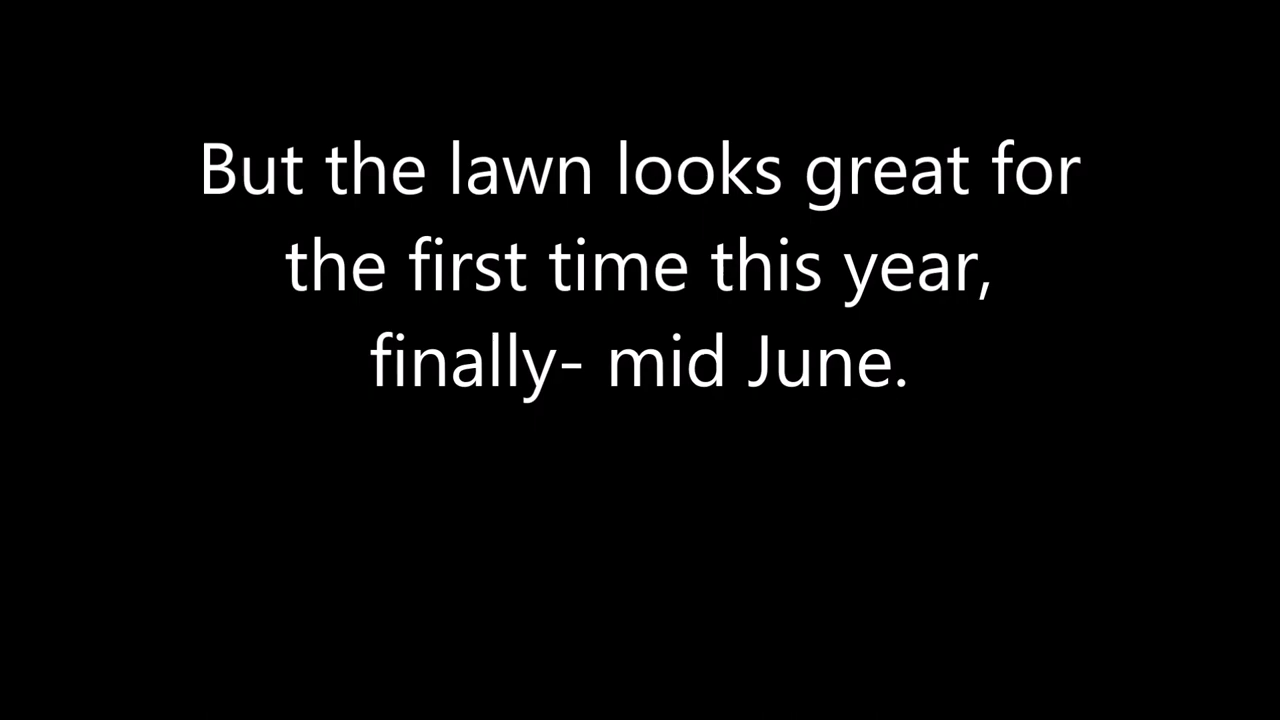 But the lawn looks great for
the first time this year,
finally- mid June.